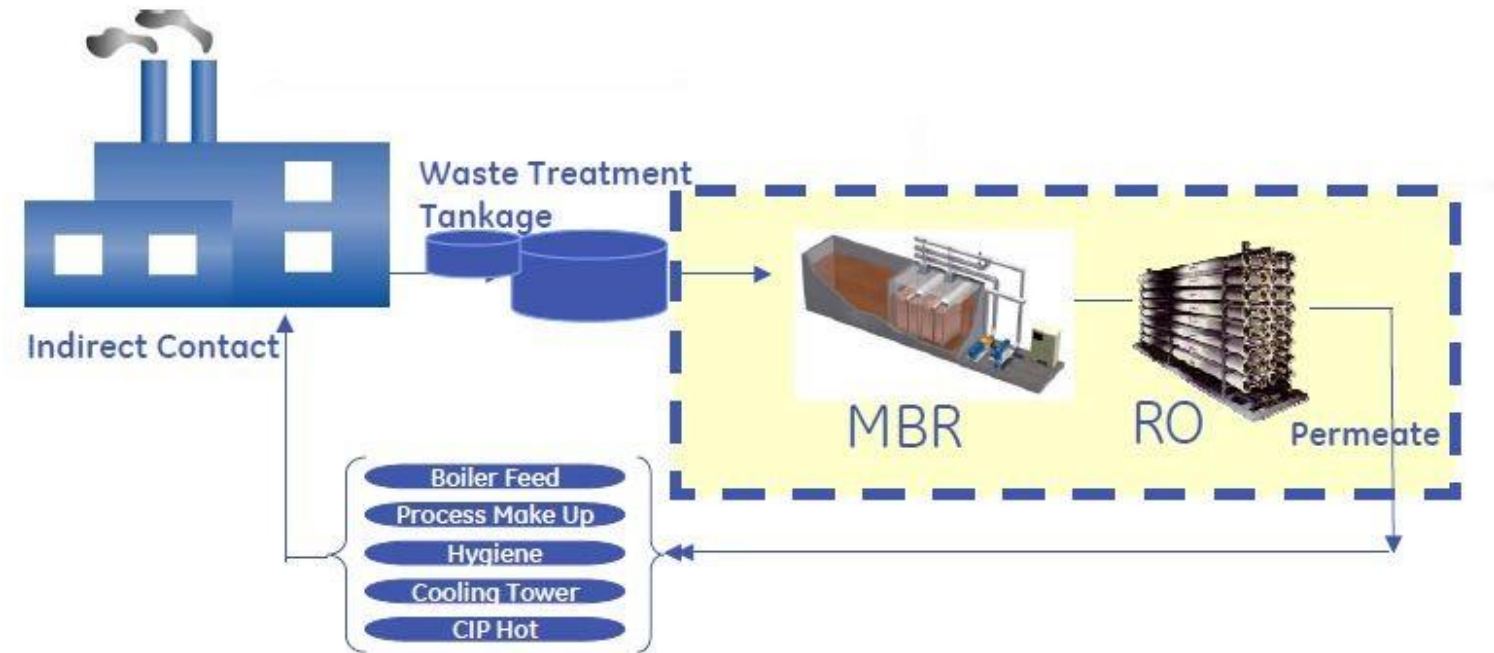 Waste Treatment
Tankage
Indirect Contact
MBR
RO
Permeate
Boiler Feed
Process Make Up
Hygiene
Cooling Tower
CIP Hot